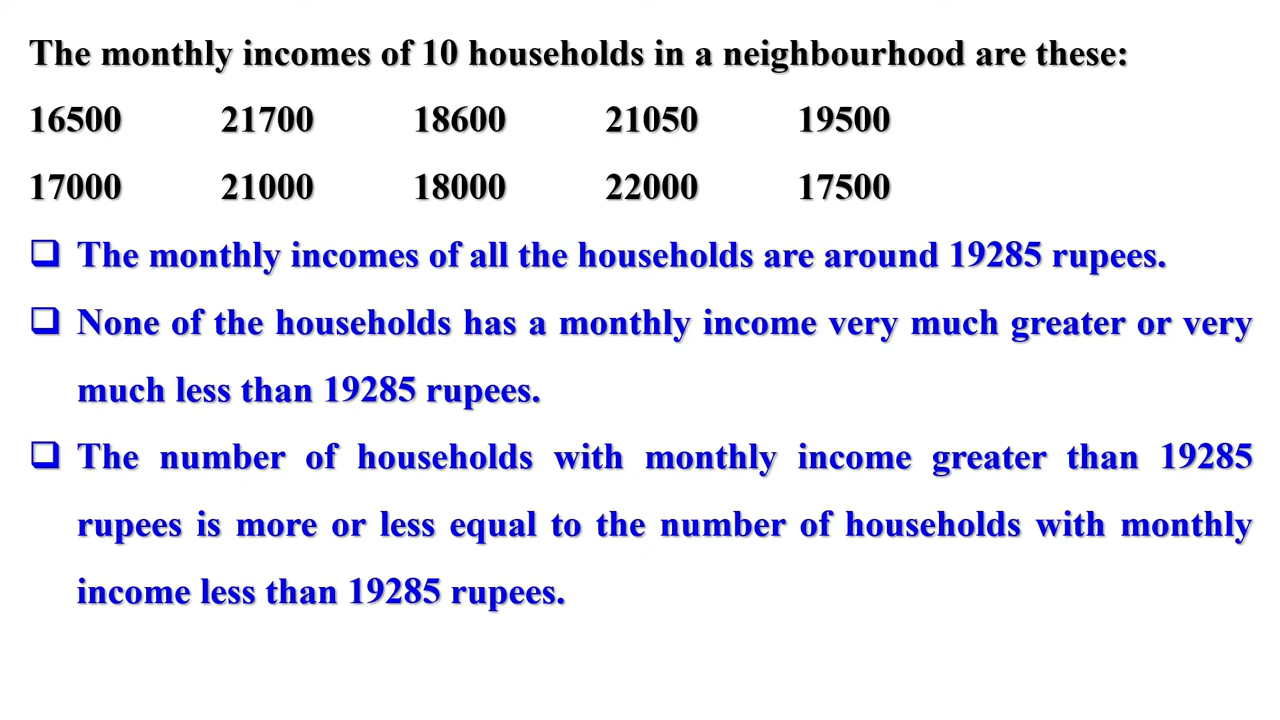 The monthly incomes of 10 households in a neighbourhood are these:
16500 21700 18600 21050 19500
17000 21000 18000 22000 17500
❑ The monthly incomes of all the households are around 19285 rupees.
❑ None of the households has a monthly income very much greater or very
much less than 19285 rupees.
❑ The number of households with monthly income greater than 19285
rupees is more or less equal to the number of households with monthly
income less than 19285 rupees.